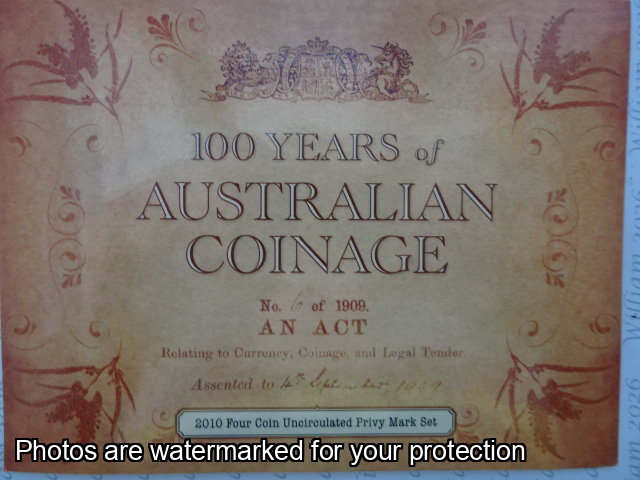 100 YEARS of
AUSTRALIAN
COINAGE
No. 6 of 1909.
AN ACT
Relating to Currency, Coinage, and Legal Tender.
Assented to 4th September 1909.
2010 Four Coin Uncirculated Privy Mark Set
Photos are watermarked for your protection